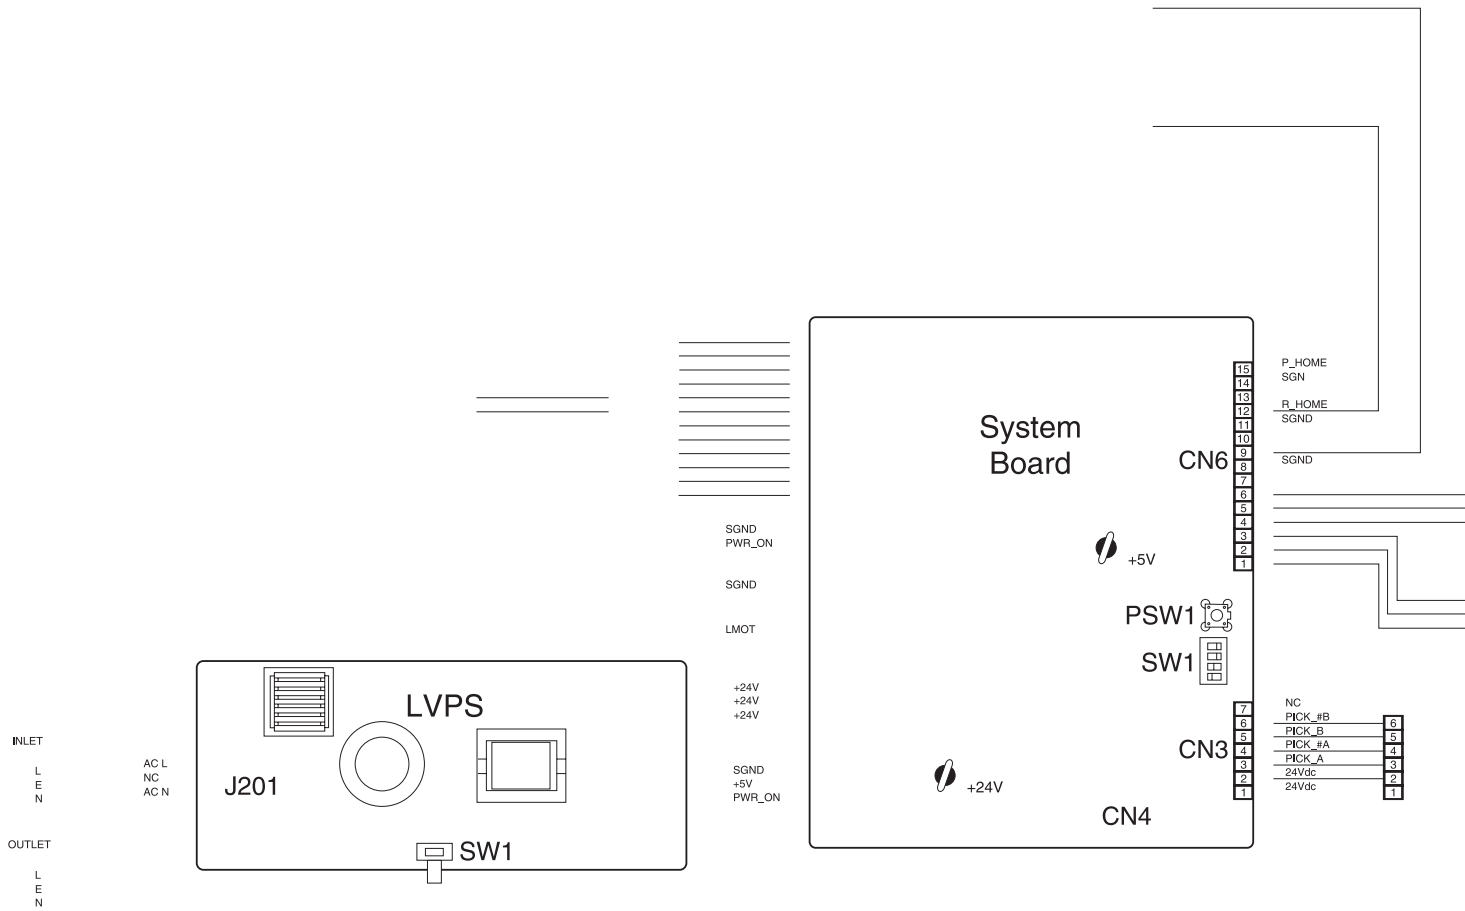 P_HOME
SGN
R_HOME
SGND
SGND
15
14
13
12
11
10
9
8
7
6
5
4
3
2
1
System
Board
CN6
+5V
PSW1
SW1
CN3
+24V
CN4
7
6
5
4
3
2
1
NC
PICK_#B
PICK_B
PICK_#A
PICK_A
24Vdc
24Vdc
6
5
4
3
2
1
SGND
PWR_ON
SGND
LMOT
+24V
+24V
+24V
SGND
+5V
PWR_ON
LVPS
J201
SW1
AC L
NC
AC N
INLET
L
E
N
OUTLET
L
E
N